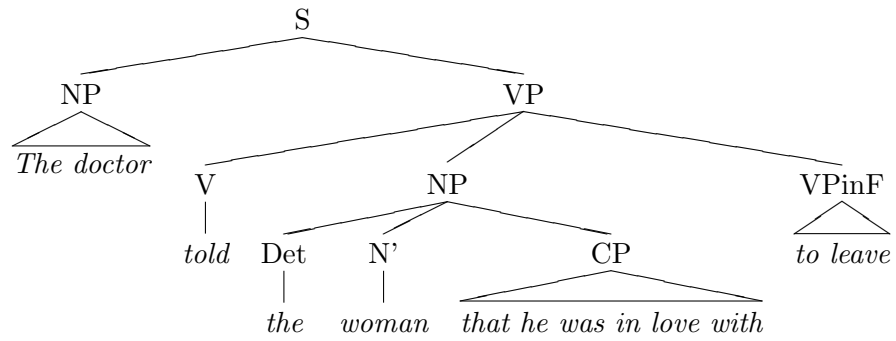 S
NP VP
The doctor
V NP VPinF
told Det N' CP to leave
the woman that he was in love with